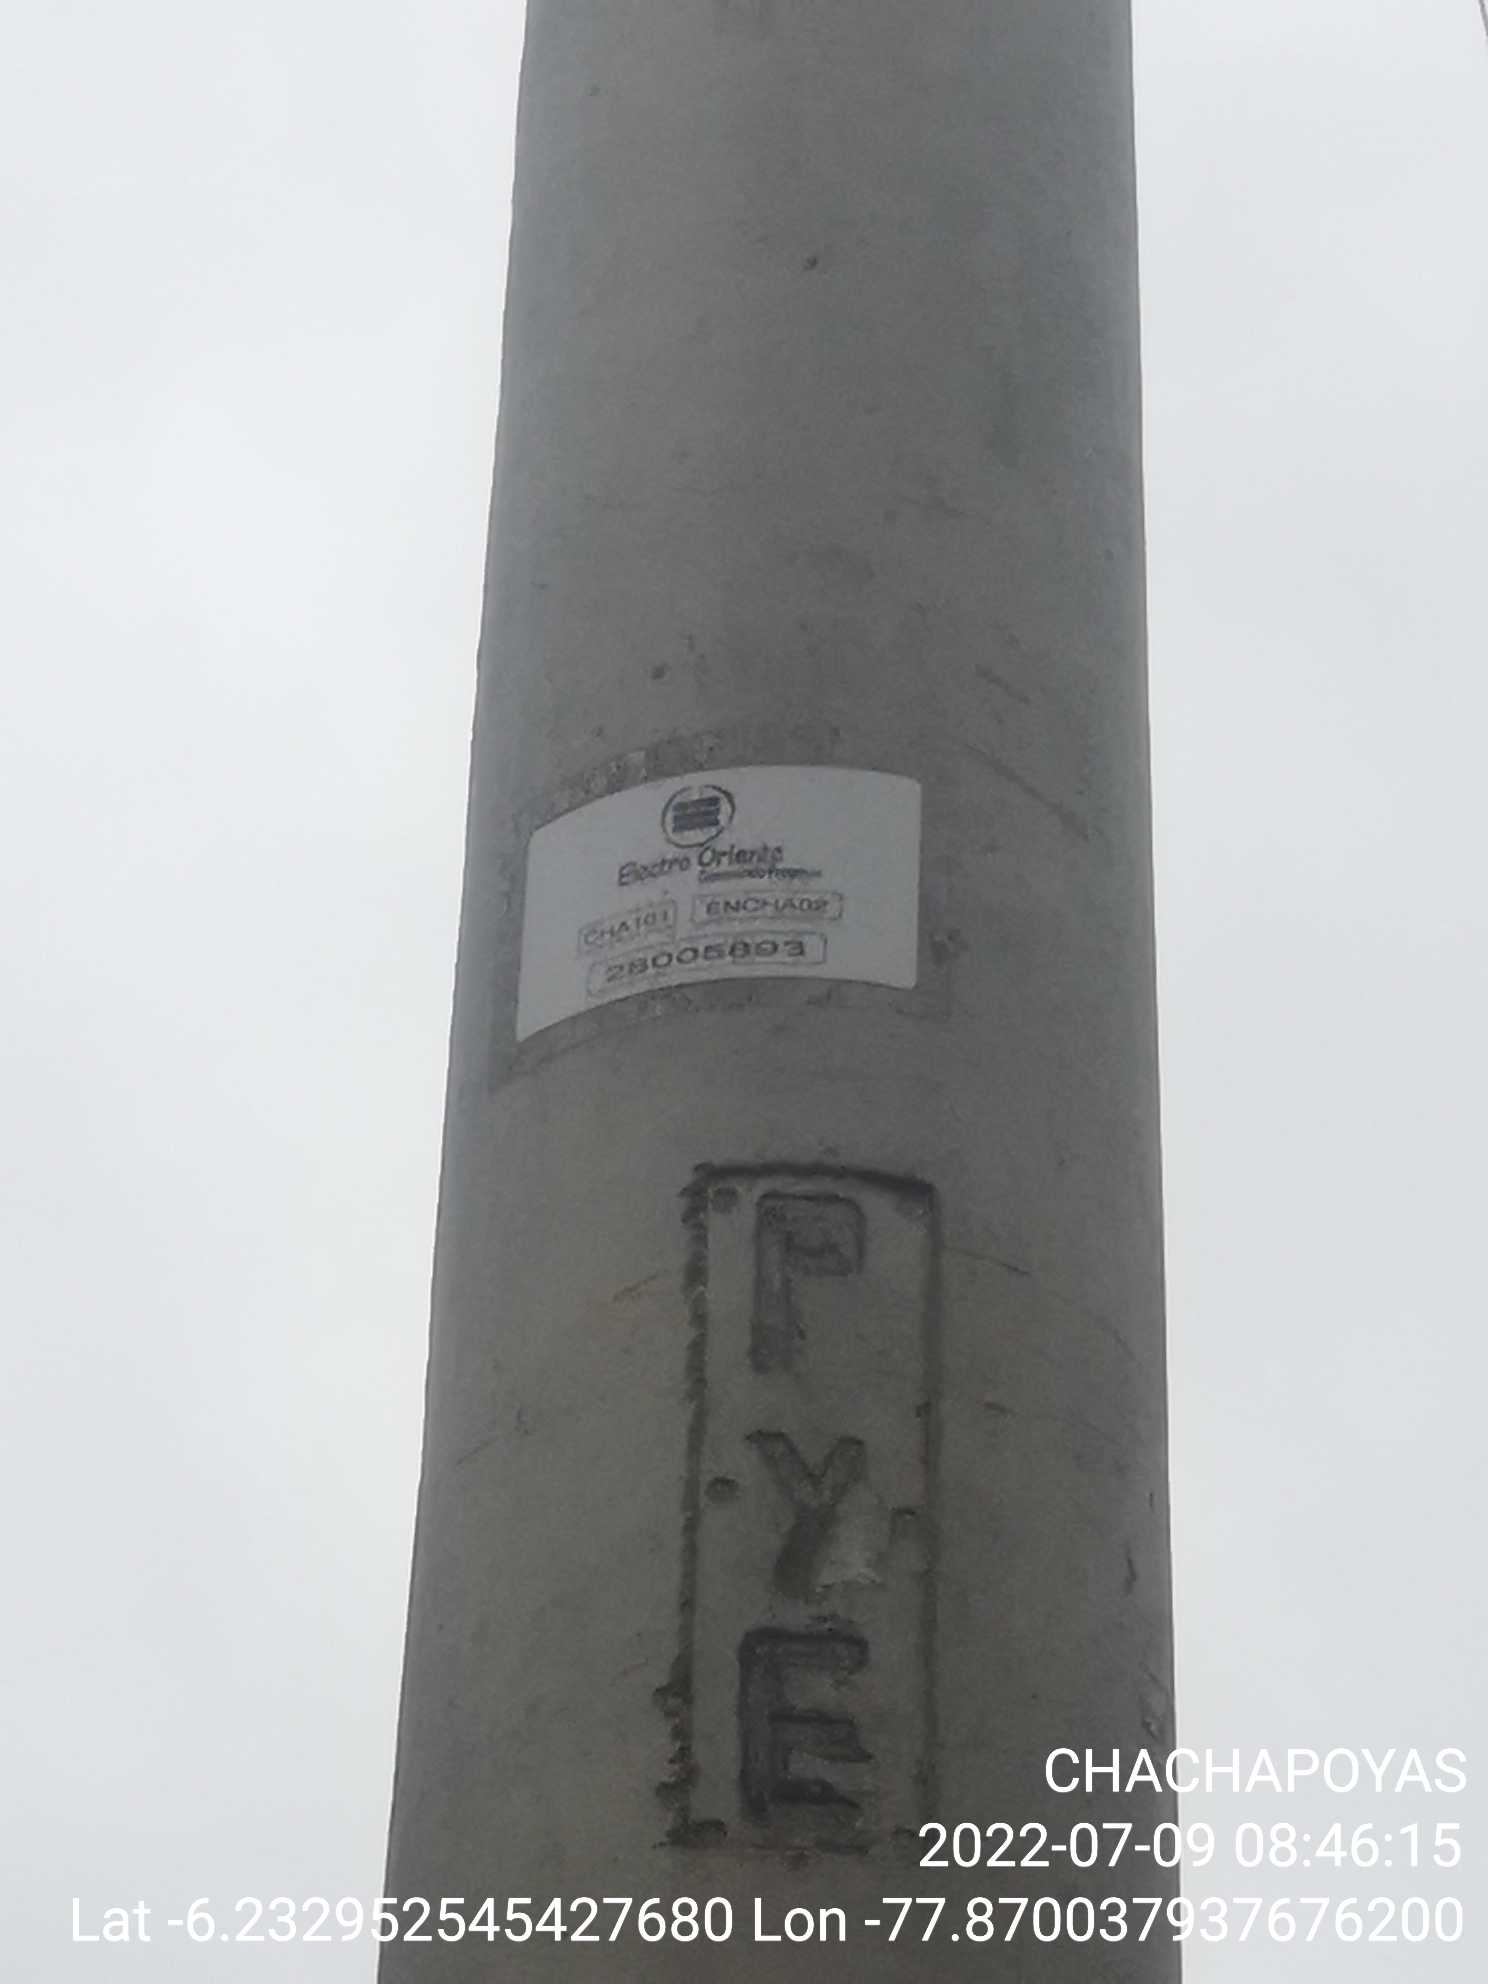 Electro Oriente
CHA101 ENCHA02
28005893
P
Y
E
CHACHAPOYAS
2022-07-09 08:46:15
Lat -6.232952545427680 Lon -77.870037937676200